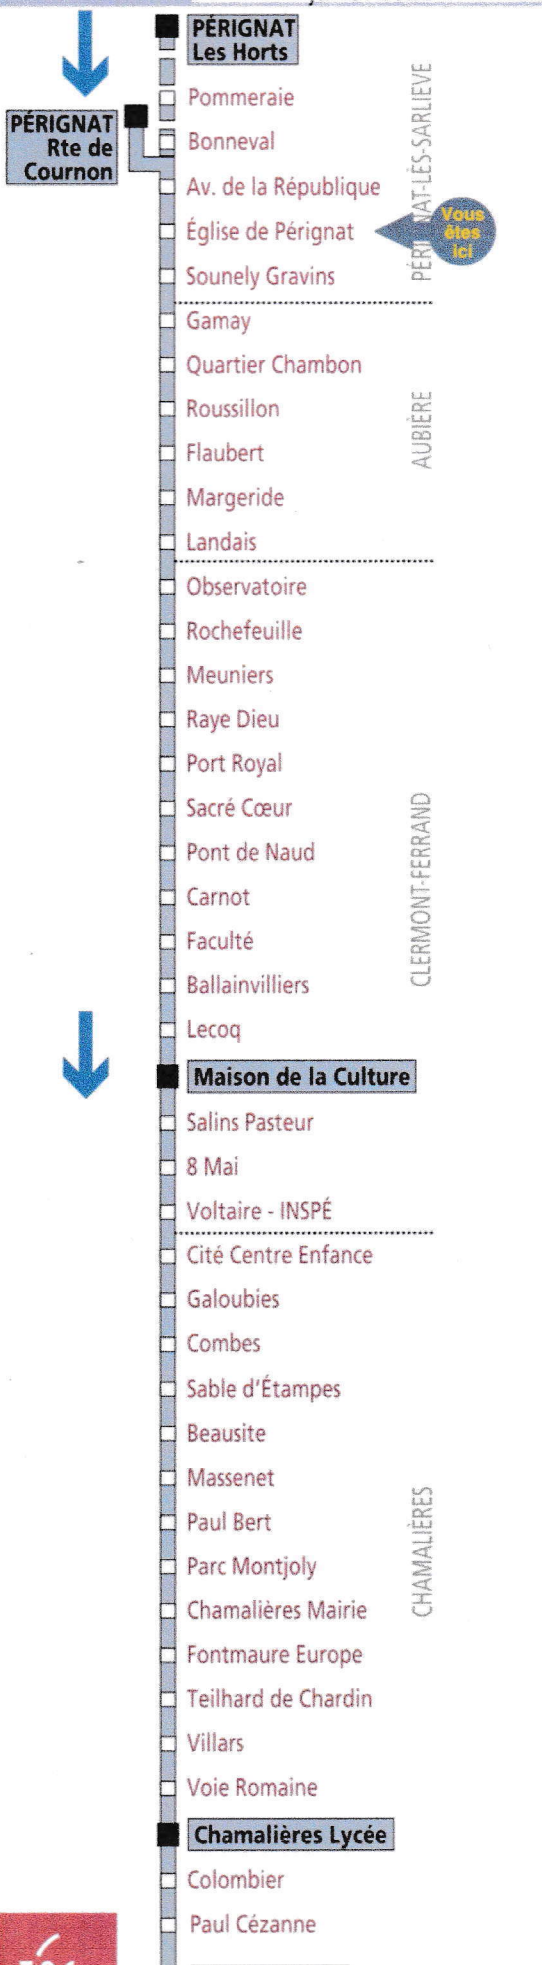 PÉRIGNAT
Les Horts
Pommeraie
PÉRIGNAT
Rte de
Cournon
Bonneval
Av. de la République
Église de Pérignat
Vous
êtes
ici
Sounely Gravins
PÉRIGNAT-LÈS-SARLIEVE
Gamay
Quartier Chambon
Roussillon
Flaubert
Margeride
Landais
AUBIÈRE
Observatoire
Rochefeuille
Meuniers
Raye Dieu
Port Royal
Sacré Cœur
Pont de Naud
Carnot
Faculté
Ballainvilliers
Lecoq
Maison de la Culture
Salins Pasteur
8 Mai
Voltaire - INSPÉ
CLERMONT-FERRAND
Cité Centre Enfance
Galoubies
Combes
Sable d'Étampes
Beausite
Massenet
Paul Bert
Parc Montjoly
Chamalières Mairie
Fontmaure Europe
Teilhard de Chardin
Villars
Voie Romaine
Chamalières Lycée
Colombier
Paul Cézanne
CHAMALIÈRES